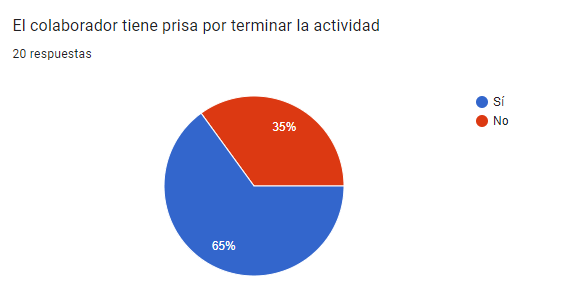 El colaborador tiene prisa por terminar la actividad
20 respuestas
Sí
No
35%
65%